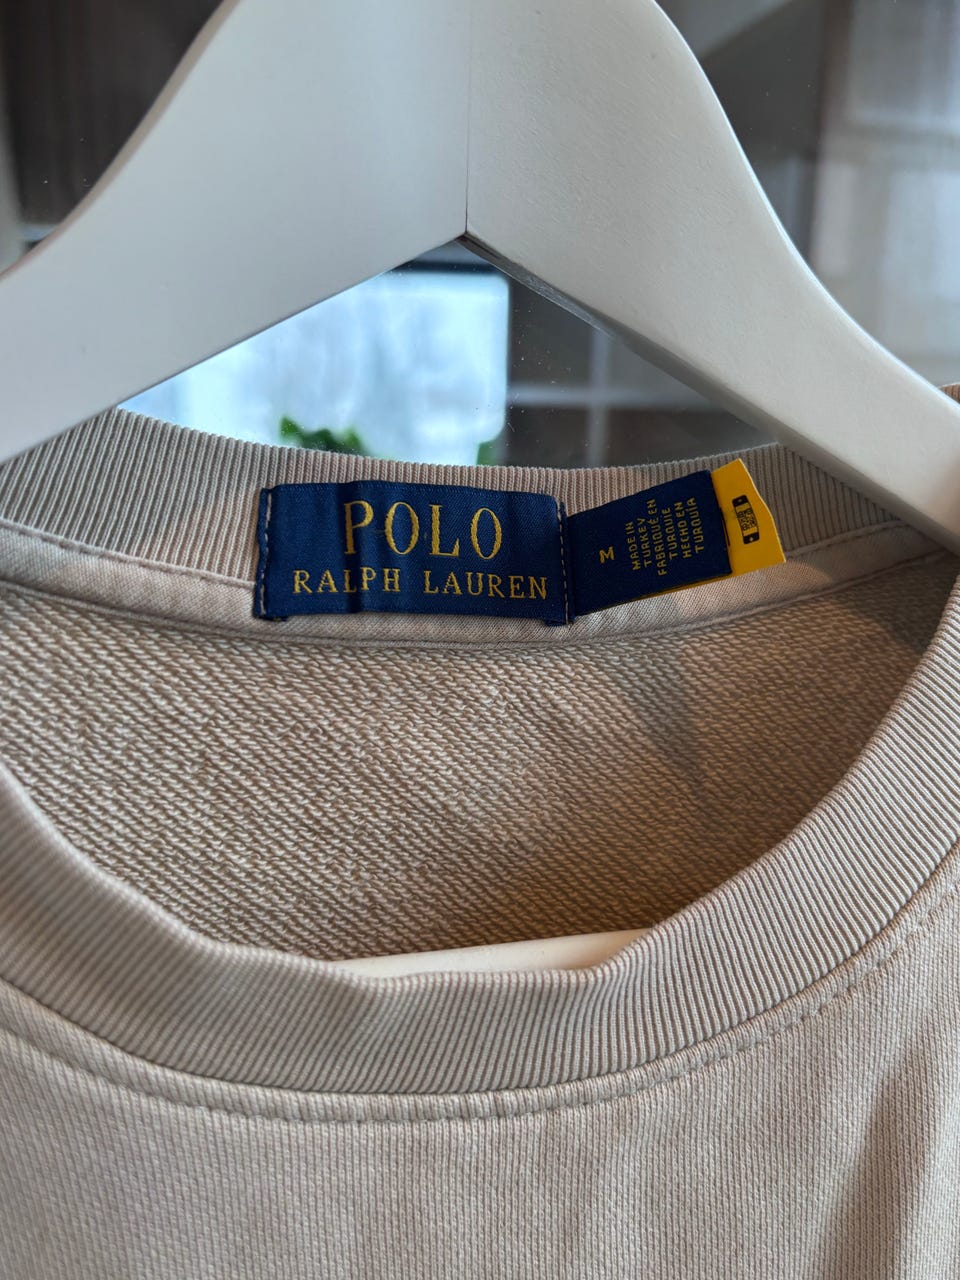 POLO
RALPH LAUREN
M
MADE IN
TURKEY
FABRIQUÉ EN
TURQUIE
HECHO EN
TURQUÍA